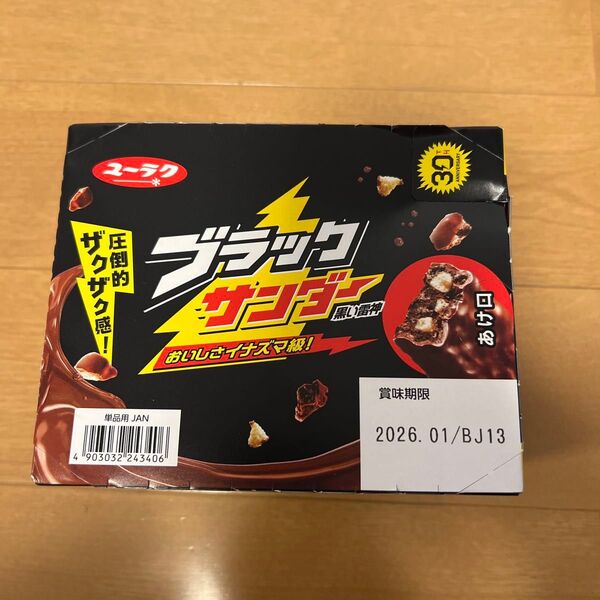 ユーラク
30TH
ANNIVERSARY
圧倒的
ザクザク感!
ブラック
サンダー
黒い雷神
おいしさイナズマ級!
あけ口
単品用 JAN
4 903032 243406
賞味期限
2026.01/BJ13